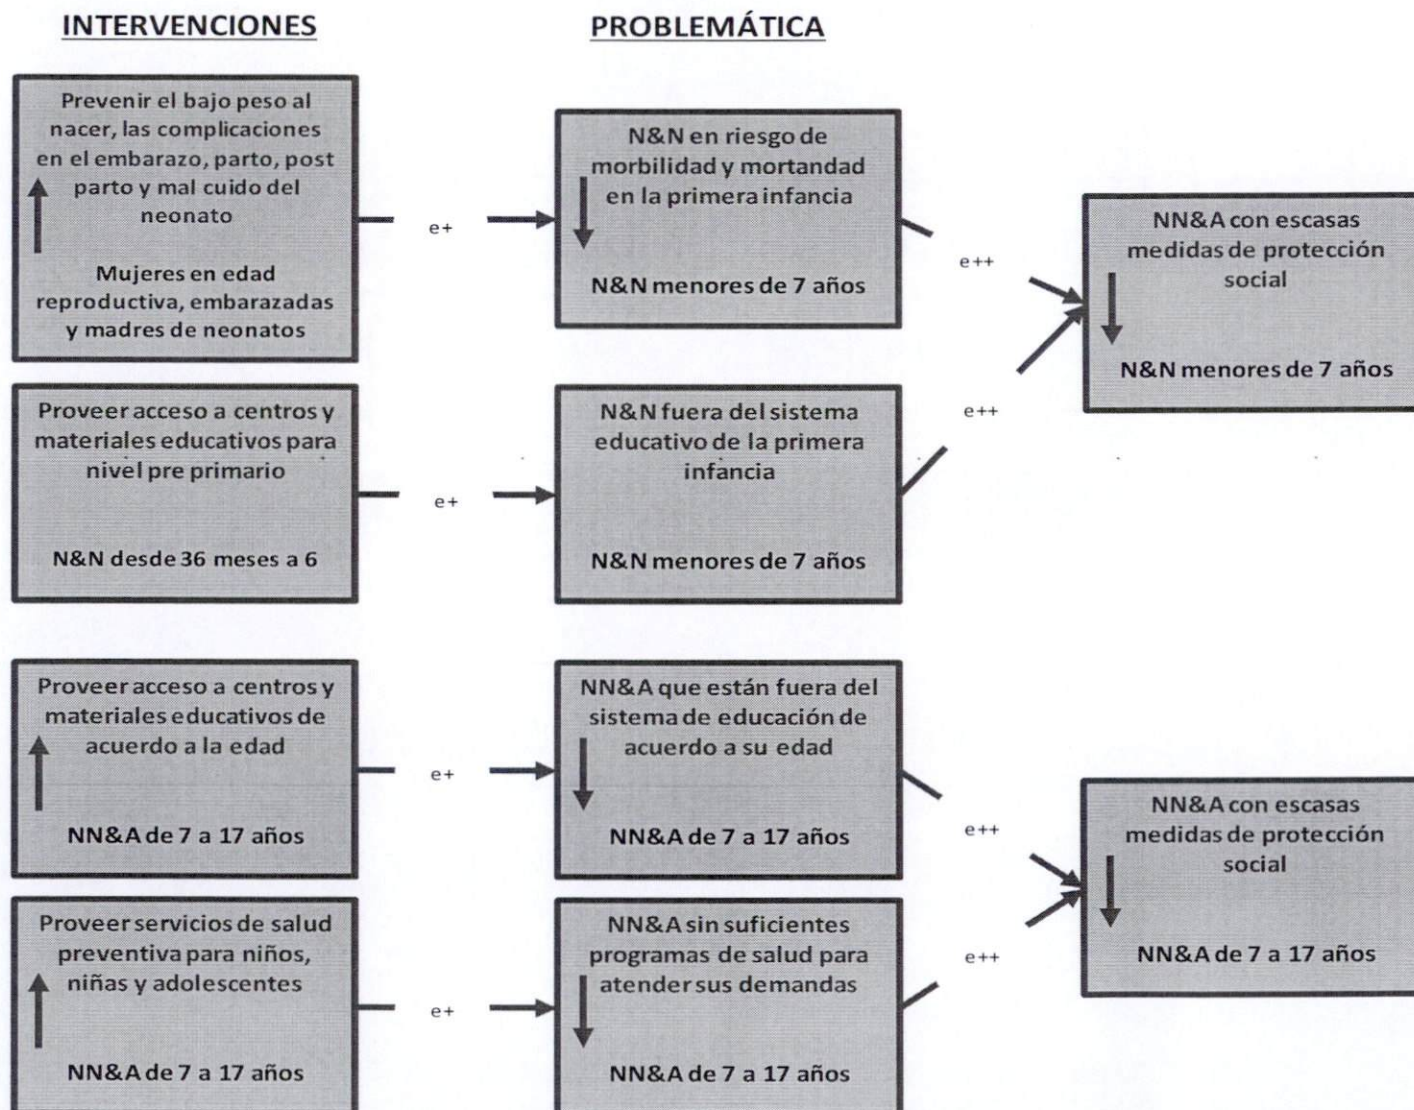 INTERVENCIONES
PROBLEMÁTICA
Prevenir el bajo peso al
nacer, las complicaciones
en el embarazo, parto, post
parto y mal cuido del
neonato
Mujeres en edad
reproductiva, embarazadas
y madres de neonatos
e+
N&N en riesgo de
morbilidad y mortandad
en la primera infancia
N&N menores de 7 años
e++
NN&A con escasas
medidas de protección
social
N&N menores de 7 años
Proveer acceso a centros y
materiales educativos para
nivel pre primario
N&N desde 36 meses a 6
e+
N&N fuera del sistema
educativo de la primera
infancia
N&N menores de 7 años
e++
Proveer acceso a centros y
materiales educativos de
acuerdo a la edad
NN&A de 7 a 17 años
e+
NN&A que están fuera del
sistema de educación de
acuerdo a su edad
NN&A de 7 a 17 años
e++
NN&A con escasas
medidas de protección
social
NN&A de 7 a 17 años
Proveer servicios de salud
preventiva para niños,
niñas y adolescentes
NN&A de 7 a 17 años
e+
NN&A sin suficientes
programas de salud para
atender sus demandas
NN&A de 7 a 17 años
e++